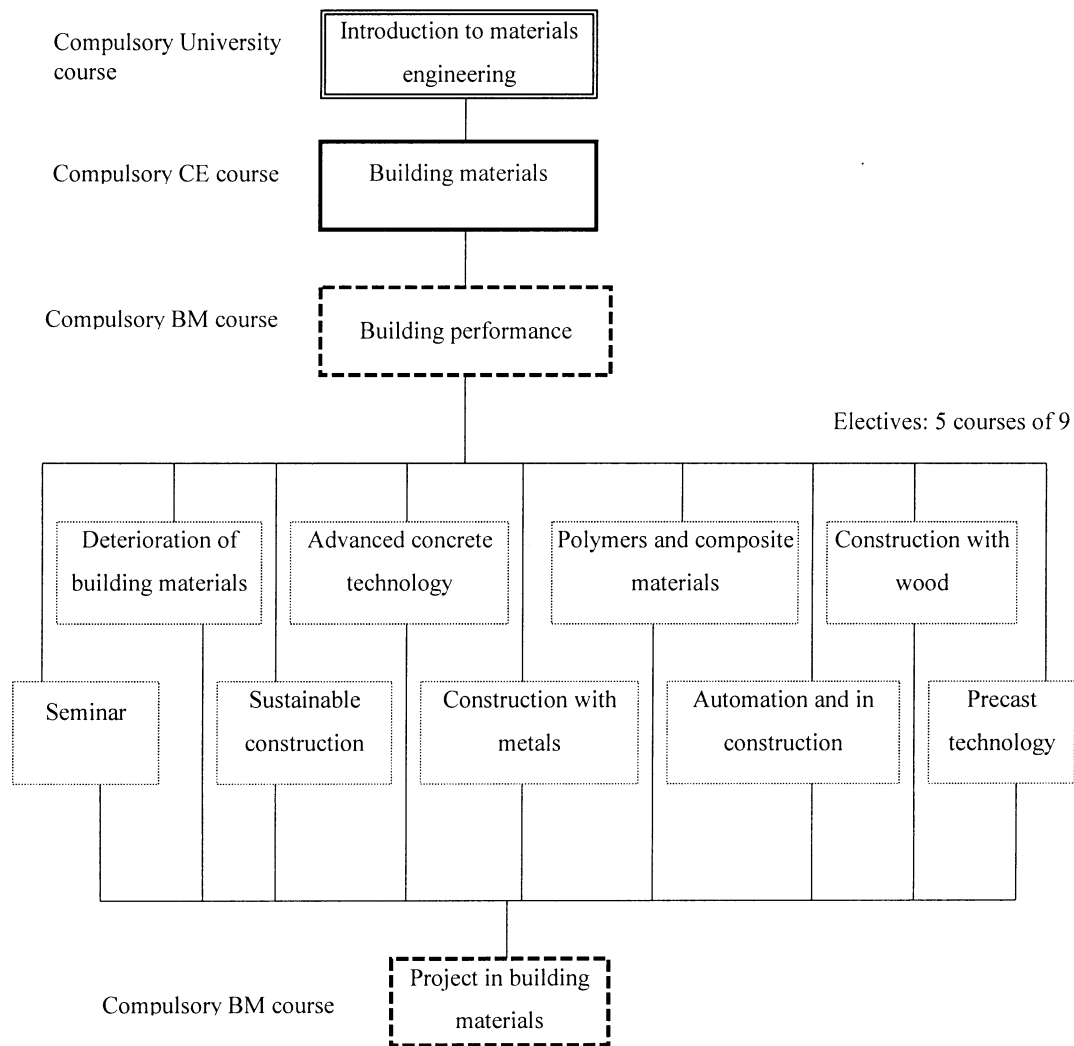 Compulsory University
course
Introduction to materials
engineering
Compulsory CE course
Building materials
Compulsory BM course
Building performance
Electives: 5 courses of 9
Deterioration of
building materials
Advanced concrete
technology
Polymers and composite
materials
Construction with
wood
Seminar
Sustainable
construction
Construction with
metals
Automation and in
construction
Precast
technology
Compulsory BM course
Project in building
materials